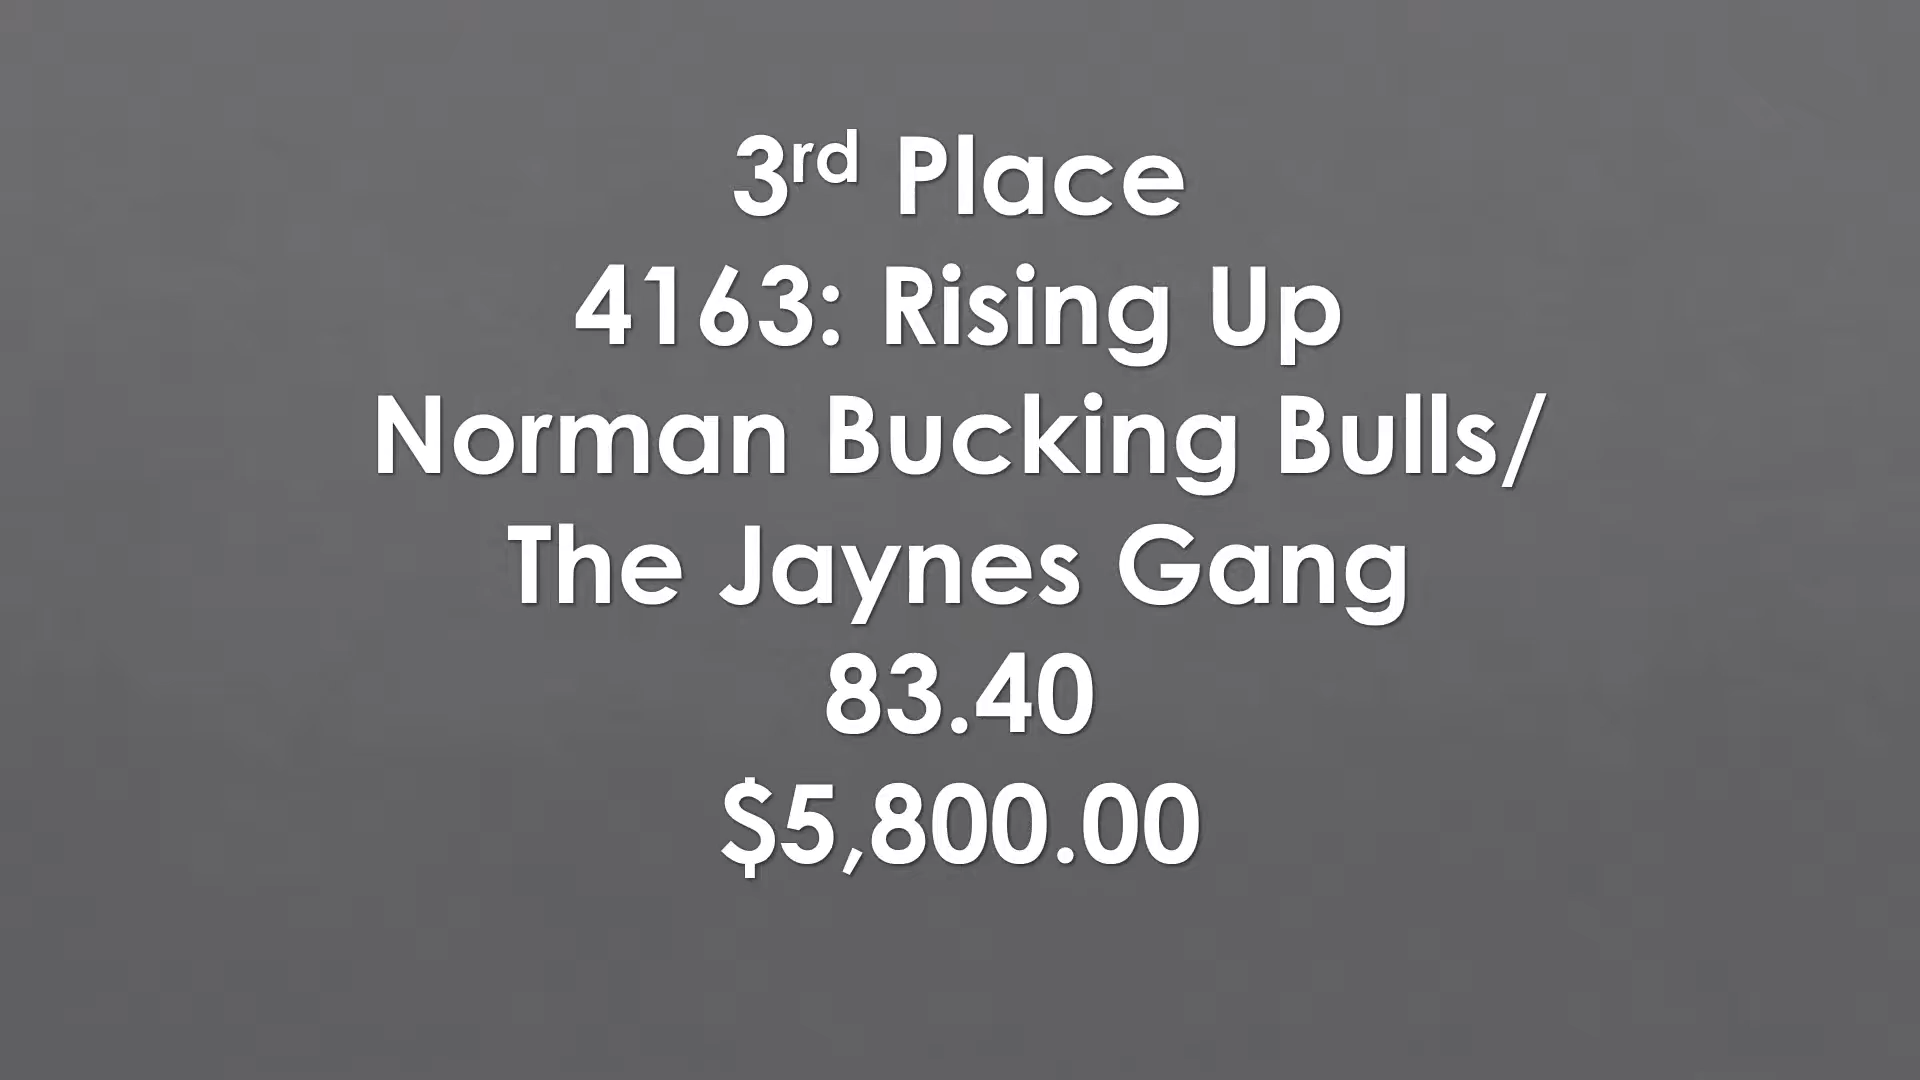 3rd Place
4163: Rising Up
Norman Bucking Bulls/
The Jaynes Gang
83.40
$5,800.00